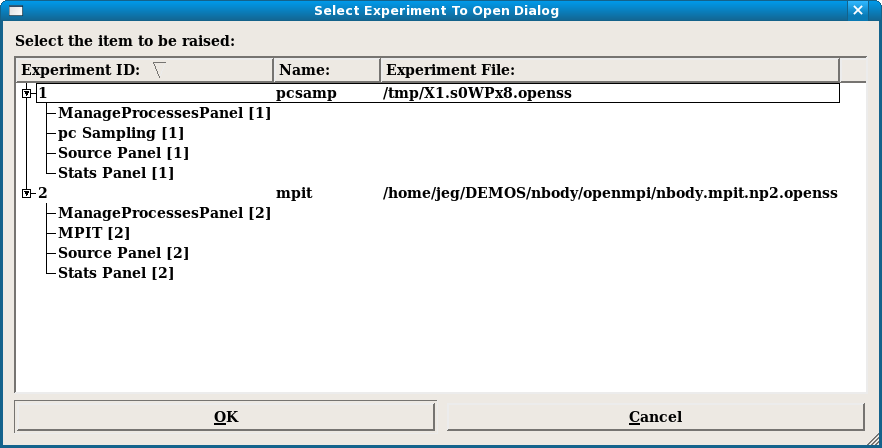 Select Experiment To Open Dialog
Select the item to be raised:
Experiment ID: Name: Experiment File:
1 pcsamp /tmp/X1.s0WPx8.openss
ManageProcessesPanel [1]
pc Sampling [1]
Source Panel [1]
Stats Panel [1]
2 mpit /home/jeg/DEMOS/nbody/openmpi/nbody.mpit.np2.openss
ManageProcessesPanel [2]
MPIT [2]
Source Panel [2]
Stats Panel [2]
OK Cancel